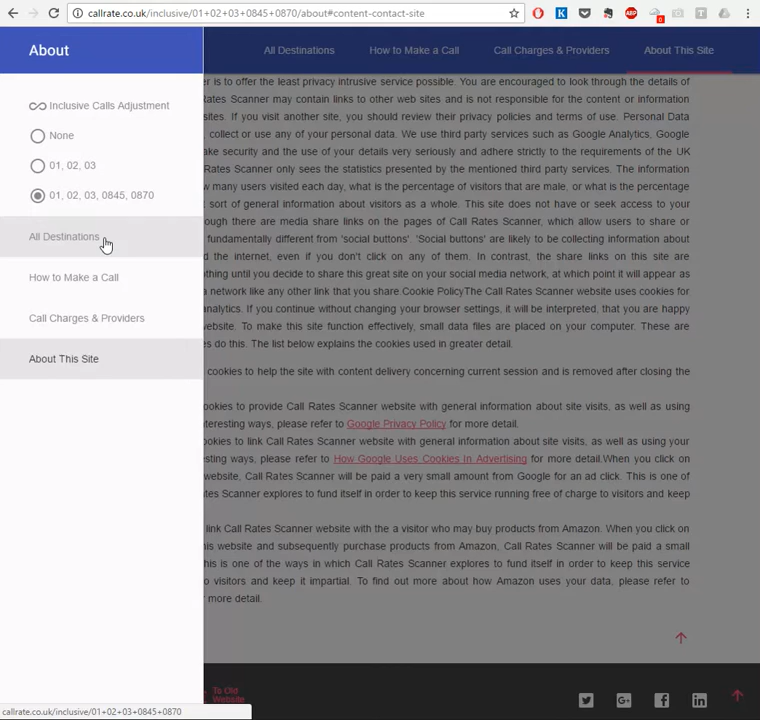 callrate.co.uk/inclusive/01+02+03+0845+0870/about#content-contact-site
About
All Destinations
How to Make a Call
Call Charges & Providers
About This Site
Inclusive Calls Adjustment
None
01, 02, 03
01, 02, 03, 0845, 0870
All Destinations
How to Make a Call
Call Charges & Providers
About This Site
er is to offer the least privacy intrusive service possible. You are encouraged to look through the details of
Rates Scanner may contain links to other web sites and is not responsible for the content or information
sites. If you visit another site, you should review their privacy policies and terms of use. Personal Data
, collect or use any of your personal data. We use third party services such as Google Analytics, Google
ake security and the use of your details very seriously and adhere strictly to the requirements of the UK
Rates Scanner only sees the statistics presented by the mentioned third party services. The information
w many users visited each day, what is the percentage of visitors that are male, or what is the percentage
sort of general information about visitors as a whole. This site does not have or seek access to your
ough there are media share links on the pages of Call Rates Scanner, which allow users to share or
fundamentally different from 'social buttons'. 'Social buttons' are likely to be collecting information about
d the internet, even if you don't click on any of them. In contrast, the share links on this site are
nothing until you decide to share this great site on your social media network, at which point it will appear as
a network like any other link that you share Cookie PolicyThe Call Rates Scanner website uses cookies for
analytics. If you continue without changing your browser settings, it will be interpreted, that you are happy
website. To make this site function effectively, small data files are placed on your computer. These are
es do this. The list below explains the cookies used in greater detail.
cookies to help the site with content delivery concerning current session and is removed after closing the
ookies to provide Call Rates Scanner website with general information about site visits, as well as using
teresting ways, please refer to Google Privacy Policy for more detail.
ookies to link Call Rates Scanner website with general information about site visits, as well as using your
esting ways, please refer to How Google Uses Cookies In Advertising for more detail.When you click on
website, Call Rates Scanner will be paid a very small amount from Google for an ad click. This is one of
ates Scanner explores to fund itself in order to keep this service running free of charge to visitors and keep
link Call Rates Scanner website with the a visitor who may buy products from Amazon. When you click on
his website and subsequently purchase products from Amazon, Call Rates Scanner will be paid a small
This is one of the ways in which Call Rates Scanner explores to fund itself in order to keep this service
to visitors and keep it impartial. To find out more about how Amazon uses your data, please refer to
r more detail.
To Old
Website
callrate.co.uk/inclusive/01+02+03+0845+0870